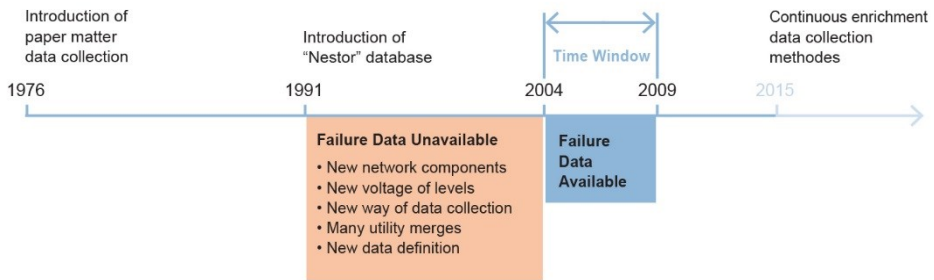 Introduction of
paper matter
data collection
Introduction of
“Nestor” database
Time Window
Continuous enrichment
data collection
methodes
1976
1991
2004
2009
2015
Failure Data Unavailable
• New network components
• New voltage of levels
• New way of data collection
• Many utility merges
• New data definition
Failure
Data
Available